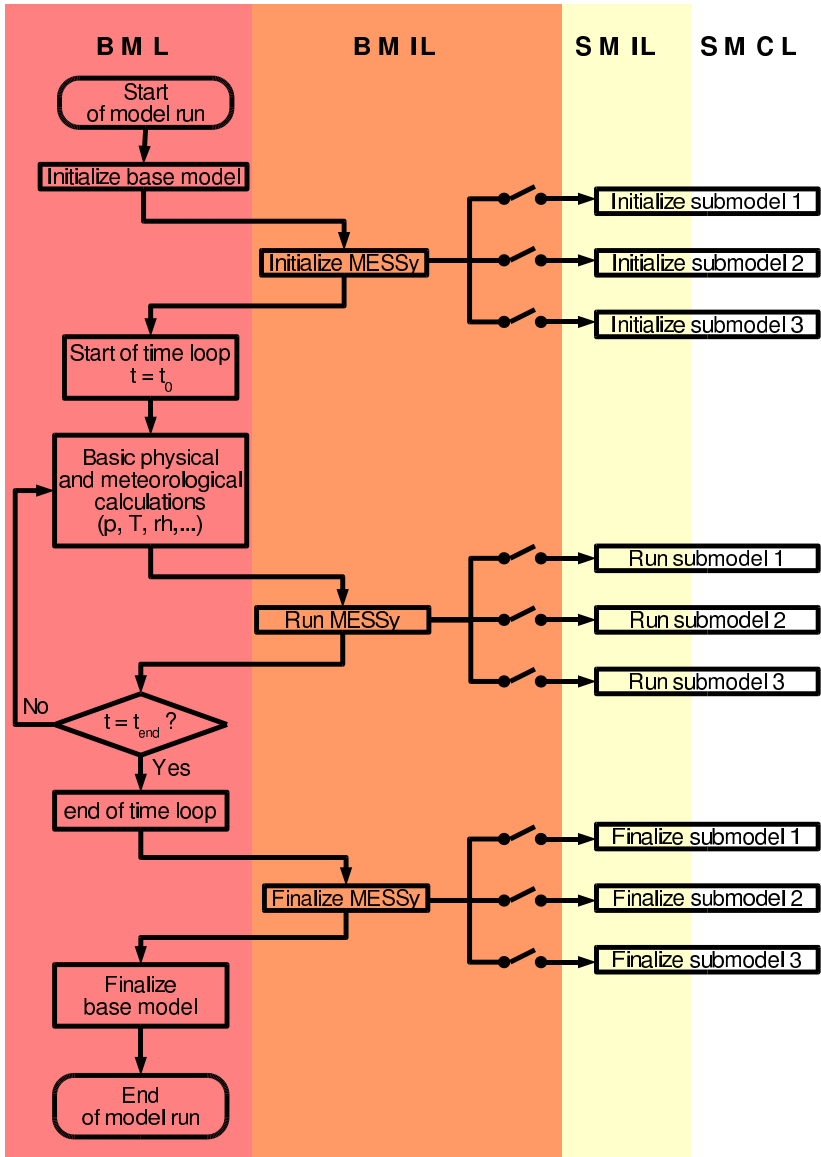 B M L
B M IL
S M IL
S M C L
Start
of model run
Initialize base model
Initialize submodel 1
Initialize MESSy
Initialize submodel 2
Initialize submodel 3
Start of time loop
t = t0
Basic physical
and meteorological
calculations
(p, T, rh,...)
Run submodel 1
Run MESSy
Run submodel 2
Run submodel 3
No
t = tend ?
Yes
end of time loop
Finalize submodel 1
Finalize MESSy
Finalize submodel 2
Finalize submodel 3
Finalize
base model
End
of model run